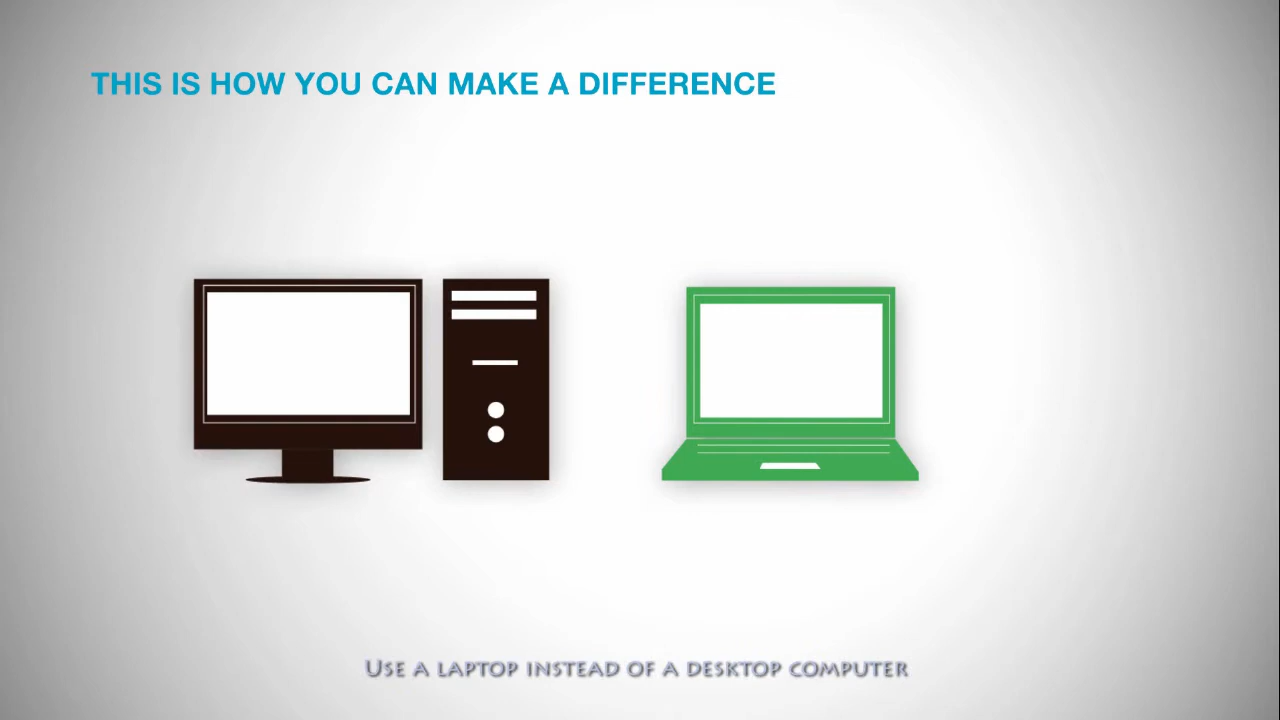 THIS IS HOW YOU CAN MAKE A DIFFERENCE
USE A LAPTOP INSTEAD OF A DESKTOP COMPUTER